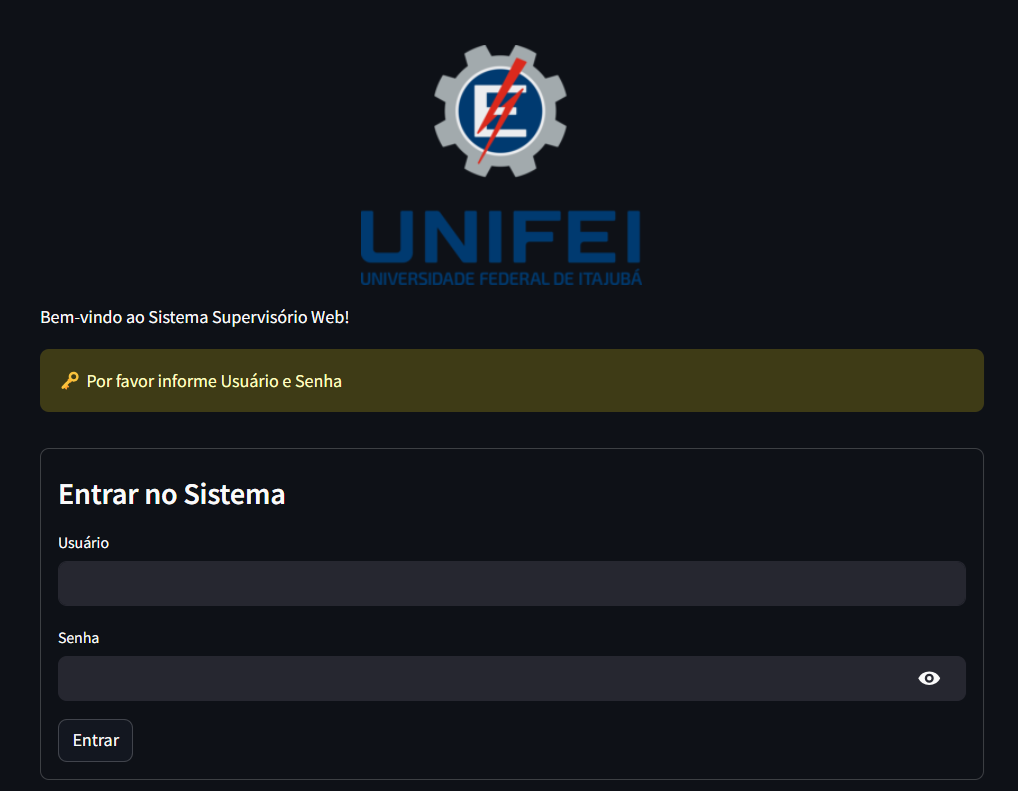 E
UNIFEI
UNIVERSIDADE FEDERAL DE ITAJUBÁ
Bem-vindo ao Sistema Supervisório Web!
Por favor informe Usuário e Senha
Entrar no Sistema
Usuário
Senha
Entrar